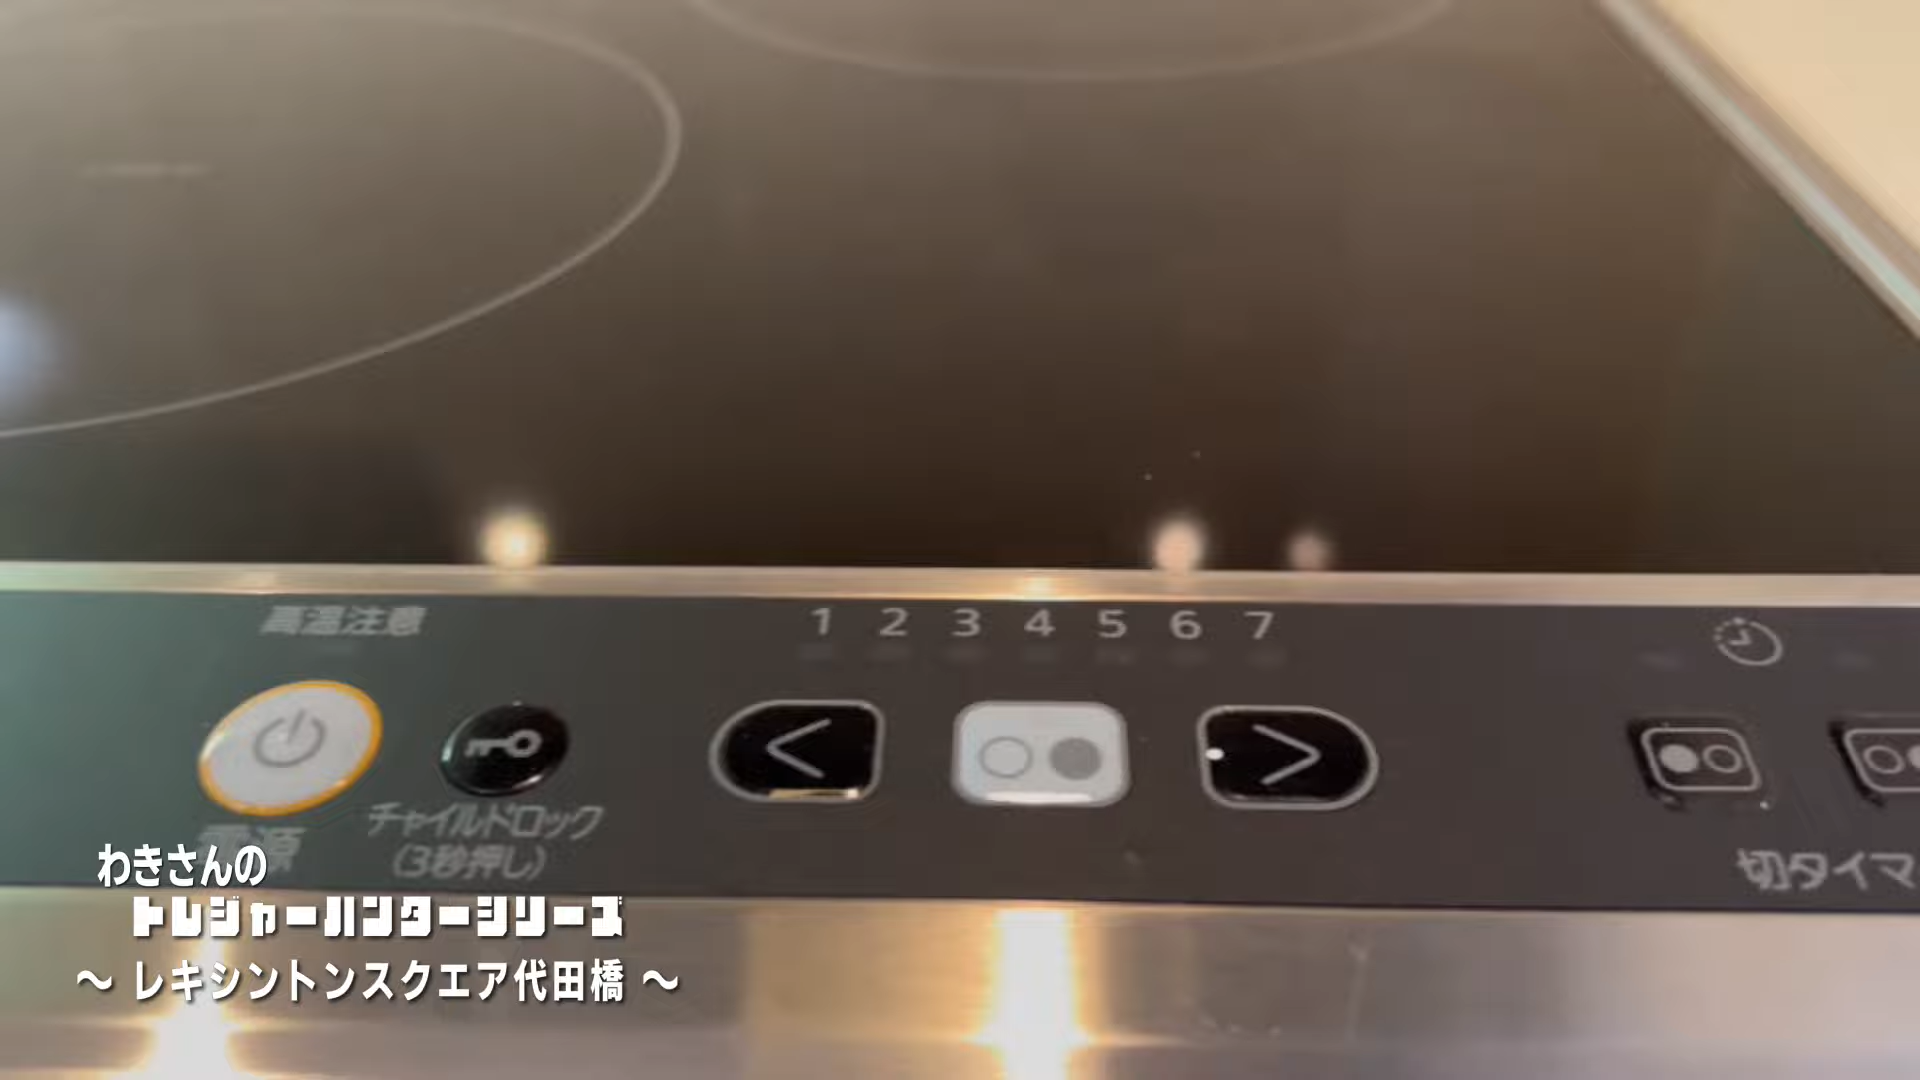 高温注意
1 2 3 4 5 6 7
電源
チャイルドロック
(3秒押し)
切タイマ
わきさんの
トレジャーハンターシリーズ
～ レキシントンスクエア代田橋 ～